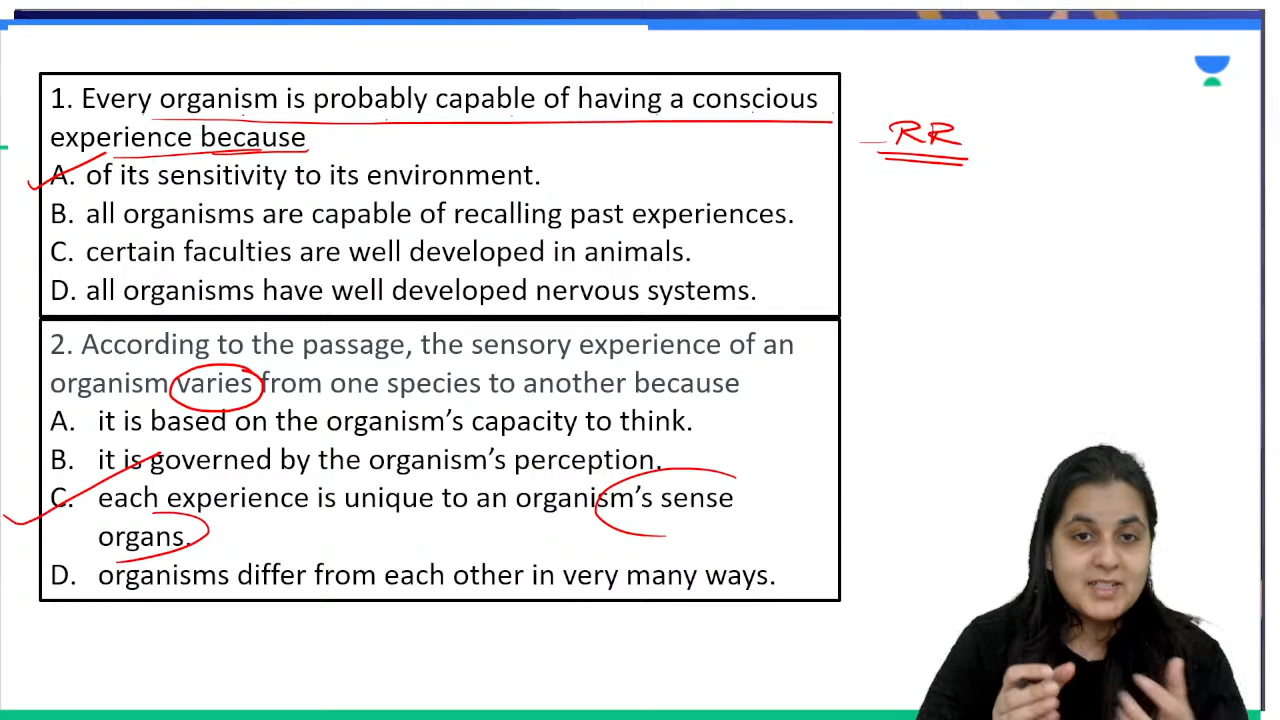 1. Every organism is probably capable of having a conscious
experience because
A. of its sensitivity to its environment.
B. all organisms are capable of recalling past experiences.
C. certain faculties are well developed in animals.
D. all organisms have well developed nervous systems.
RR
2. According to the passage, the sensory experience of an
organism varies from one species to another because
A. it is based on the organism’s capacity to think.
B. it is governed by the organism’s perception.
C. each experience is unique to an organism’s sense
organs.
D. organisms differ from each other in very many ways.